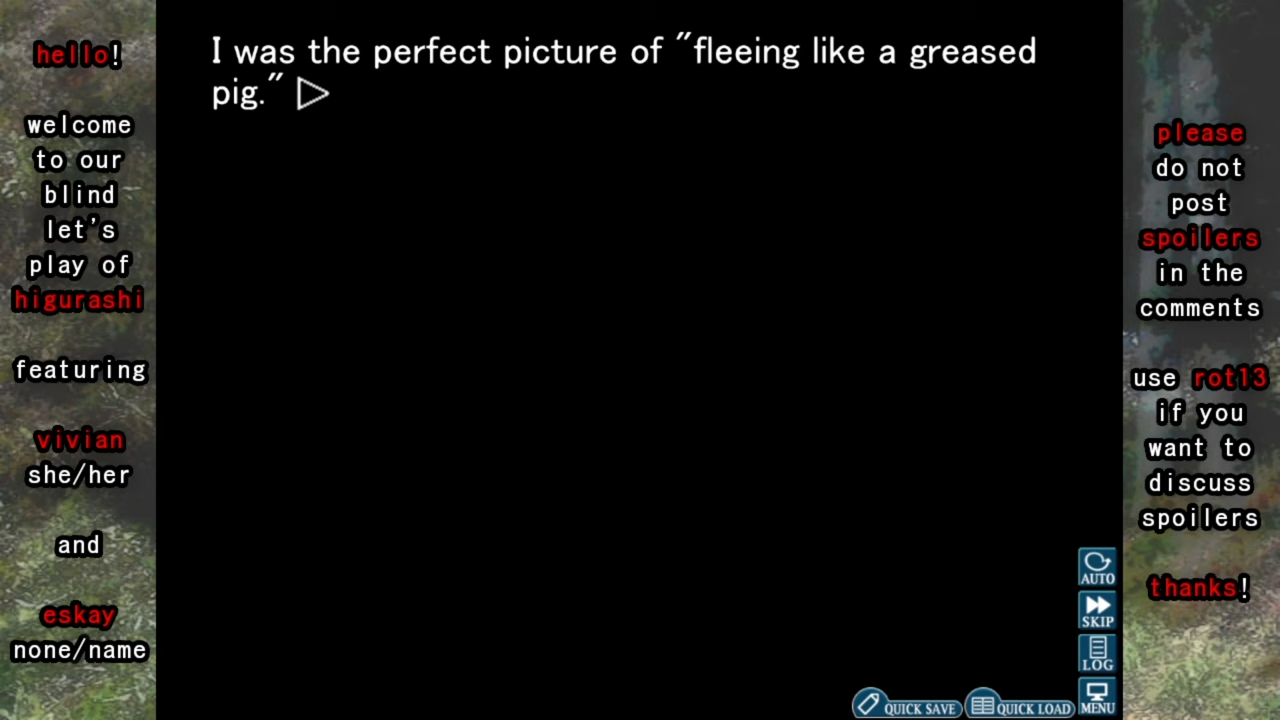 hello!
welcome
to our
blind
let's
play of
higurashi
featuring
vivian
she/her
and
eskay
none/name
I was the perfect picture of "fleeing like a greased
pig."
please
do not
post
spoilers
in the
comments
use rot13
if you
want to
discuss
spoilers
thanks!
AUTO
SKIP
LOG
MENU
QUICK SAVE
QUICK LOAD